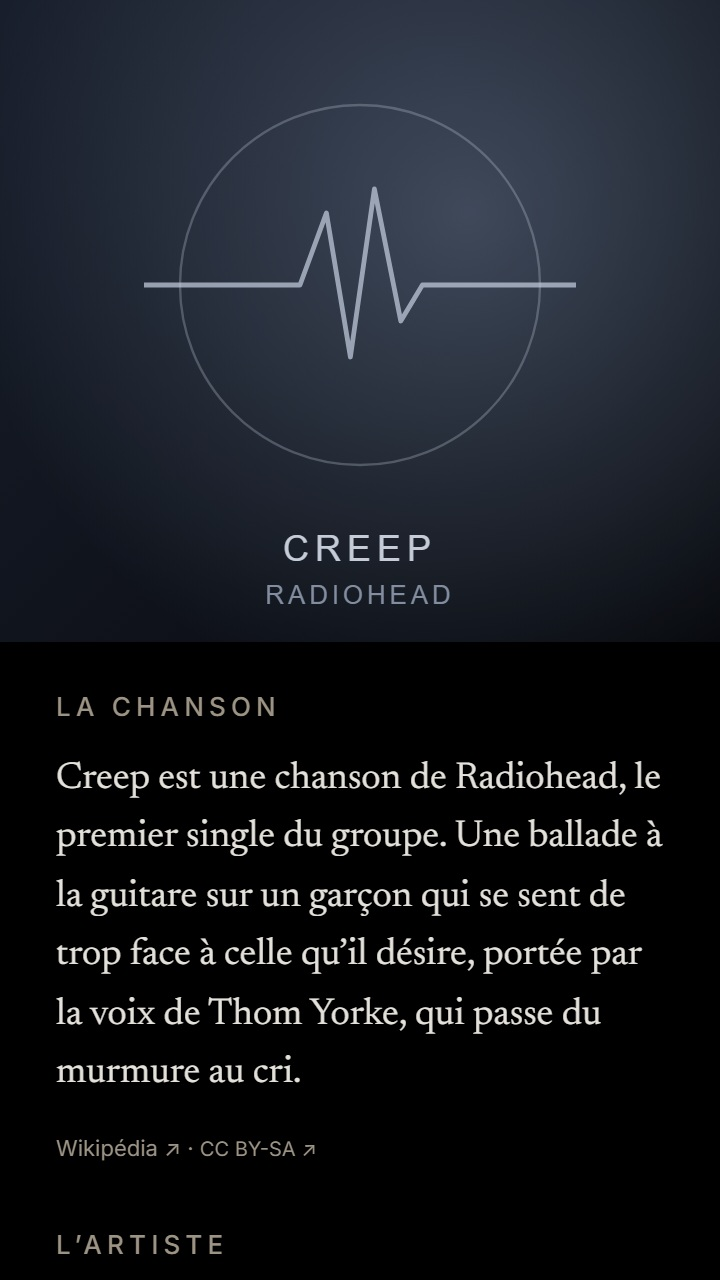 CREEP
RADIOHEAD
LA CHANSON
Creep est une chanson de Radiohead, le
premier single du groupe. Une ballade à
la guitare sur un garçon qui se sent de
trop face à celle qu’il désire, portée par
la voix de Thom Yorke, qui passe du
murmure au cri.
Wikipédia ↗ · CC BY-SA ↗
L’ARTISTE